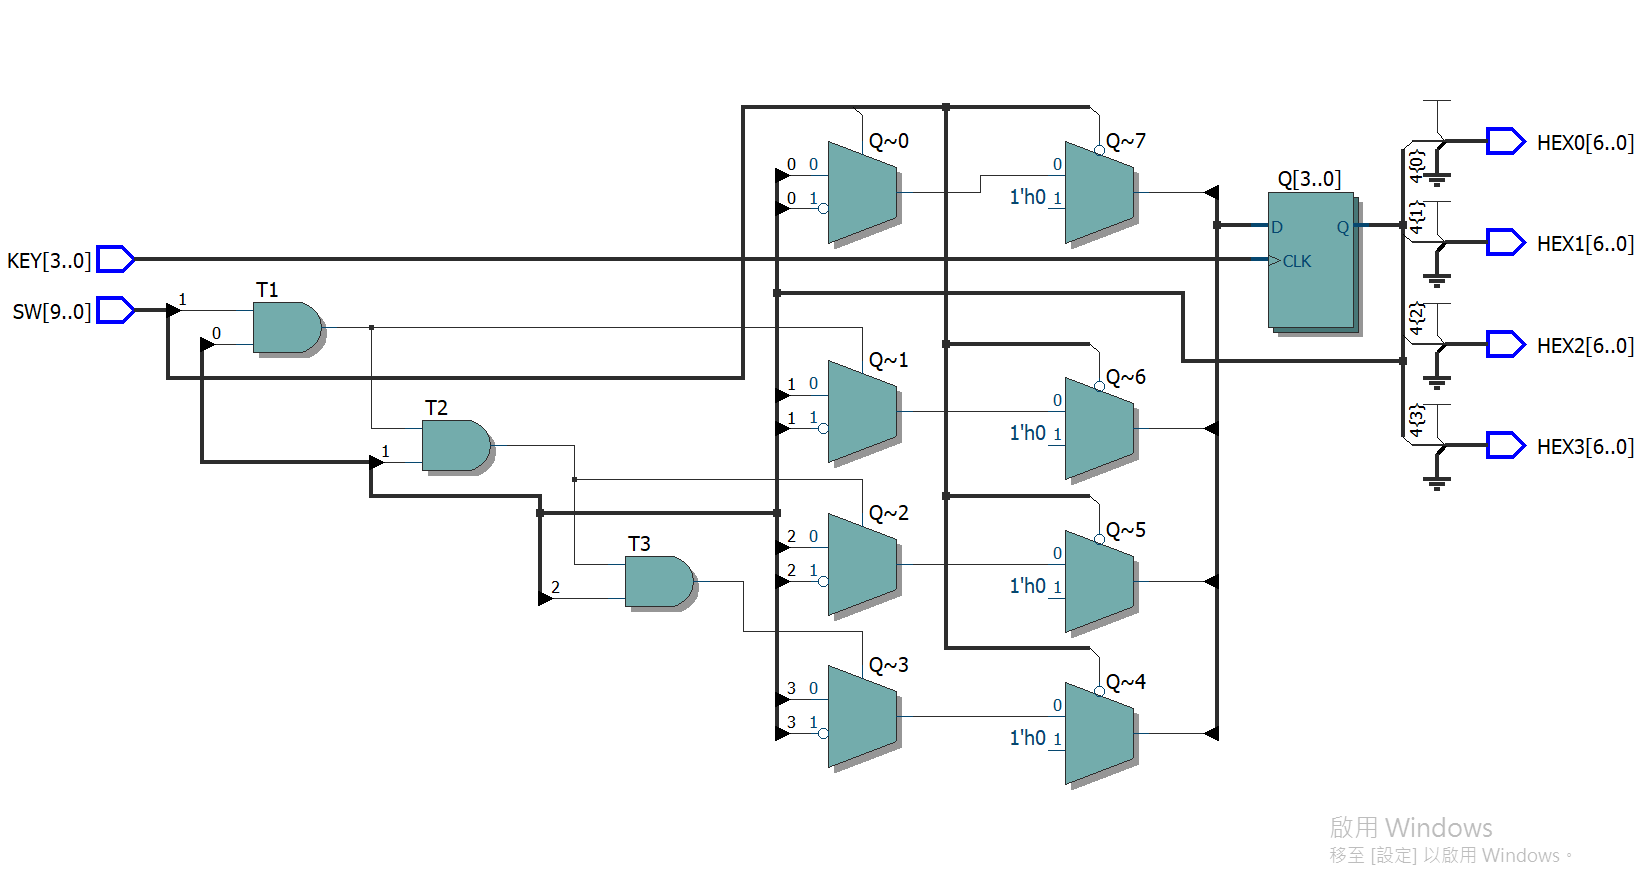 Q~0
Q~7
0 0
0
4{0}
HEX0[6..0]
0 1
1'h0 1
Q[3..0]
4{1}
D
Q
HEX1[6..0]
KEY[3..0]
CLK
T1
SW[9..0]
1
0
4{2}
HEX2[6..0]
Q~1
Q~6
1 0
0
1 1
1'h0 1
T2
1
4{3}
HEX3[6..0]
Q~2
Q~5
2 0
0
2 1
1'h0 1
T3
2
Q~3
Q~4
3 0
0
3 1
1'h0 1
啟用 Windows
移至 [設定] 以啟用 Windows。